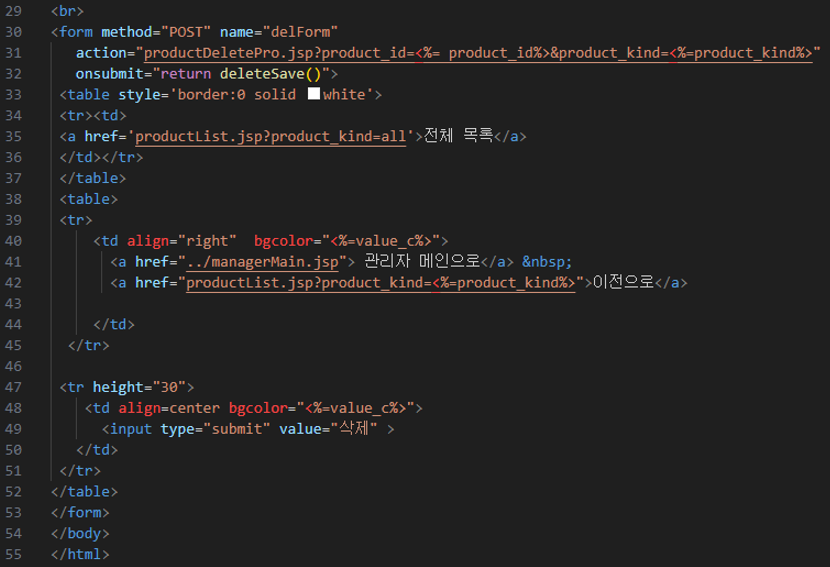 29 <br>
30 <form method="POST" name="delForm"
31 action="productDeletePro.jsp?product_id=<%= product_id%>&product_kind=<%=product_kind%>"
32 onsubmit="return deleteSave()">
33 <table style='border:0 solid white'>
34 <tr><td>
35 <a href='productList.jsp?product_kind=all'>전체 목톡</a>
36 </td></tr>
37 </table>
38 <table>
39 <tr>
40 <td align="right"  bgcolor="<%=value_c%>">
41 <a href="../managerMain.jsp"> 관리자 메인으로</a> &nbsp;
42 <a href="productList.jsp?product_kind=<%=product_kind%>">이전으로</a>
43
44 </td>
45 </tr>
46
47 <tr height="30">
48 <td align=center bgcolor="<%=value_c%>">
49 <input type="submit" value="삭제" >
50 </td>
51 </tr>
52 </table>
53 </form>
54 </body>
55 </html>